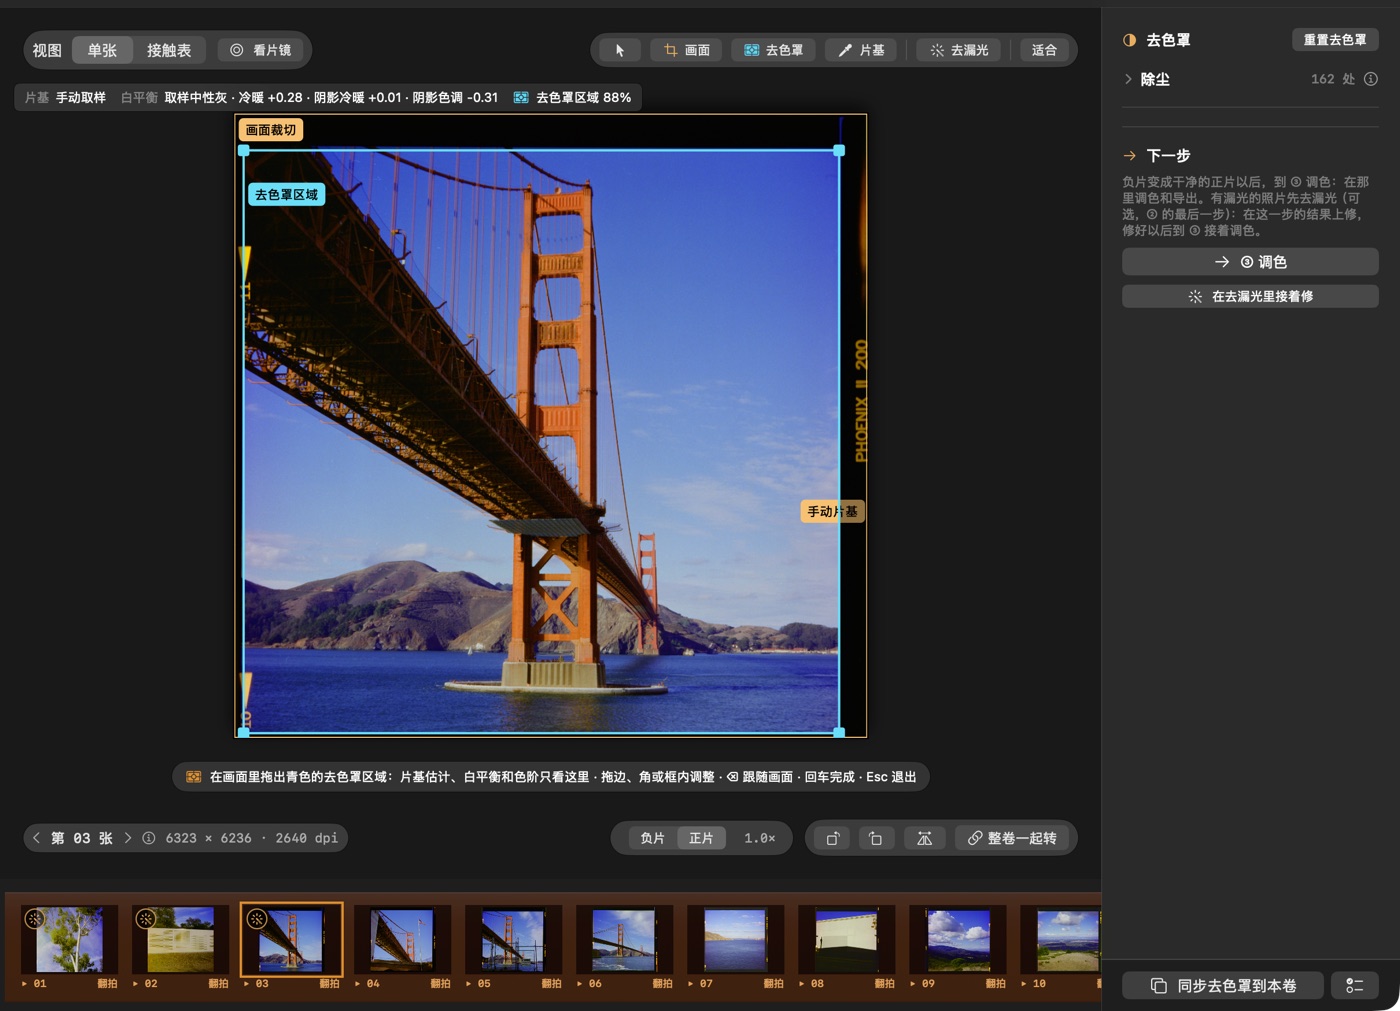 视图 单张 接触表 看片镜
画面 去色罩 片基 去漏光 适合
片基 手动取样 白平衡 取样中性灰 · 冷暖 +0.28 · 阴影冷暖 +0.01 · 阴影色调 -0.31 去色罩区域 88%
画面裁切
去色罩区域
11
PHOENIX II 200
手动片基
10
在画面里拖出青色的去色罩区域：片基估计、白平衡和色阶只看这里 · 拖边、角或框内调整 · ⌫ 跟随画面 · 回车完成 · Esc 退出
第 03 张 6323 × 6236 · 2640 dpi
负片 正片 1.0×
整卷一起转
01 翻拍
02 翻拍
03 翻拍
04 翻拍
05 翻拍
06 翻拍
07 翻拍
08 翻拍
09 翻拍
10
去色罩 重置去色罩
除尘 162 处
下一步
负片变成干净的正片以后，到 ③ 调色：在那
里调色和导出。有漏光的照片先去漏光（可
选，② 的最后一步）：在这一步的结果上修，
修好以后到 ③ 接着调色。
→ ③ 调色
在去漏光里接着修
同步去色罩到本卷